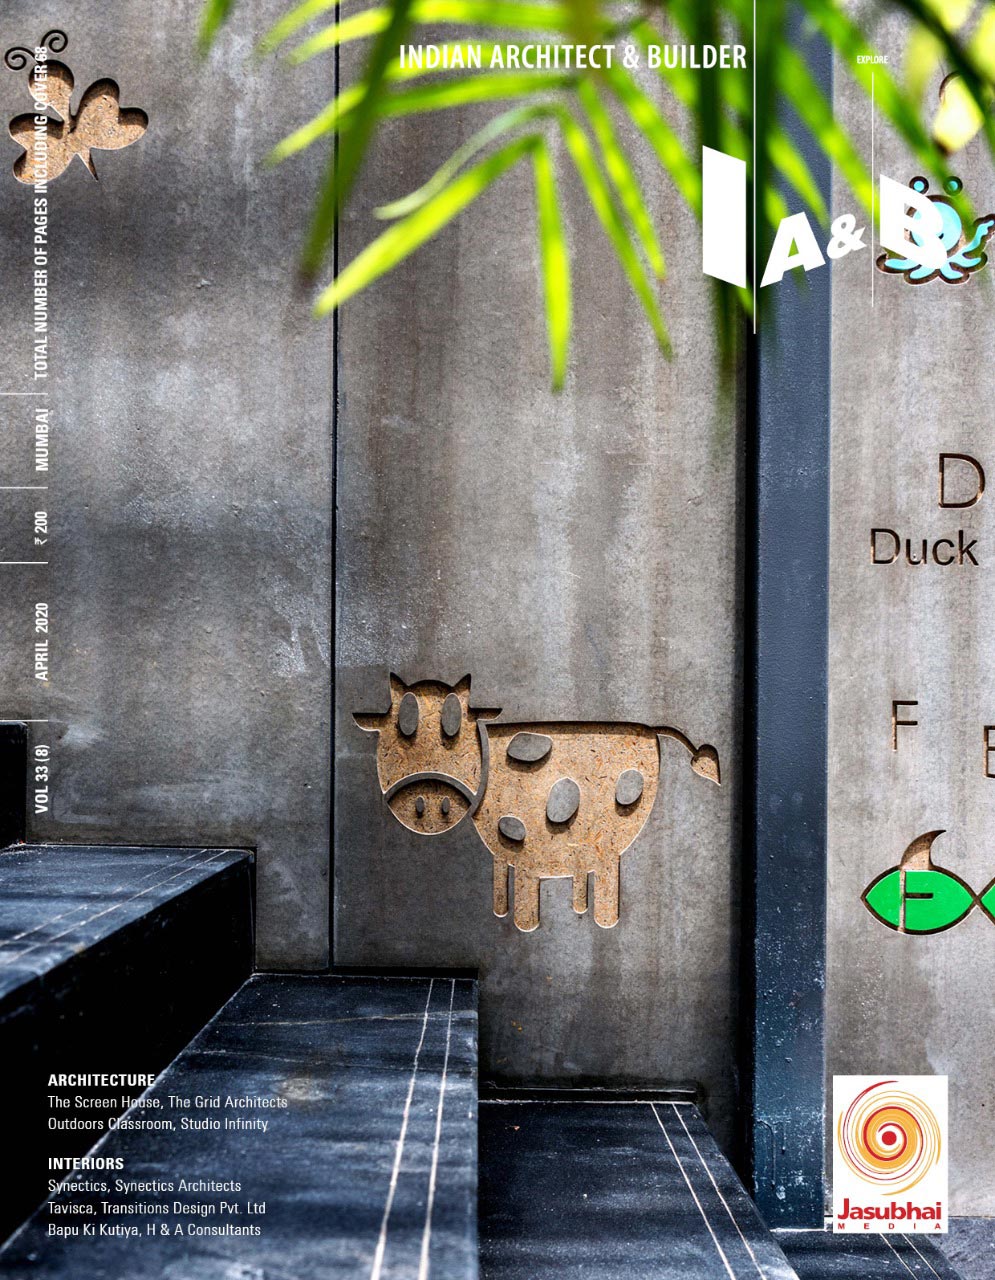 INDIAN ARCHITECT & BUILDER
EXPLORE
IA&B
TOTAL NUMBER OF PAGES INCLUDING COVER 68
MUMBAI
₹ 200
APRIL 2020
VOL 33 (8)
D
Duck
F
E
ARCHITECTURE
The Screen House, The Grid Architects
Outdoors Classroom, Studio Infinity
INTERIORS
Synectics, Synectics Architects
Tavisca, Transitions Design Pvt. Ltd
Bapu Ki Kutiya, H & A Consultants
Jasubhai
MEDIA